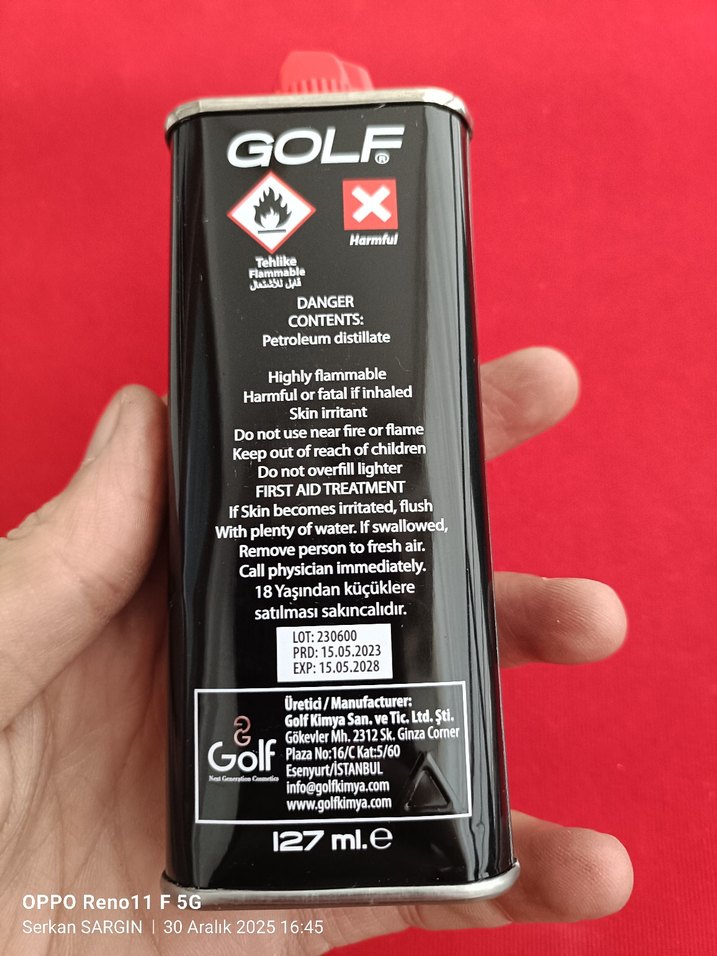 GOLF®
Tehlike
Flammable
قابل للأشتعال
Harmful
DANGER
CONTENTS:
Petroleum distillate
Highly flammable
Harmful or fatal if inhaled
Skin irritant
Do not use near fire or flame
Keep out of reach of children
Do not overfill lighter
FIRST AID TREATMENT
If Skin becomes irritated, flush
With plenty of water. If swallowed,
Remove person to fresh air.
Call physician immediately.
18 Yaşından küçüklere
satılması sakıncalıdır.
LOT: 230600
PRD: 15.05.2023
EXP: 15.05.2028
Golf
Next Generation Cosmetics
Üretici / Manufacturer:
Golf Kimya San. ve Tic. Ltd. Şti.
Gökevler Mh. 2312 Sk. Ginza Corner
Plaza No:16/C Kat:5/60
Esenyurt/İSTANBUL
info@golfkimya.com
www.golfkimya.com
127 ml.℮
OPPO Reno11 F 5G
Serkan SARGIN | 30 Aralık 2025 16:45